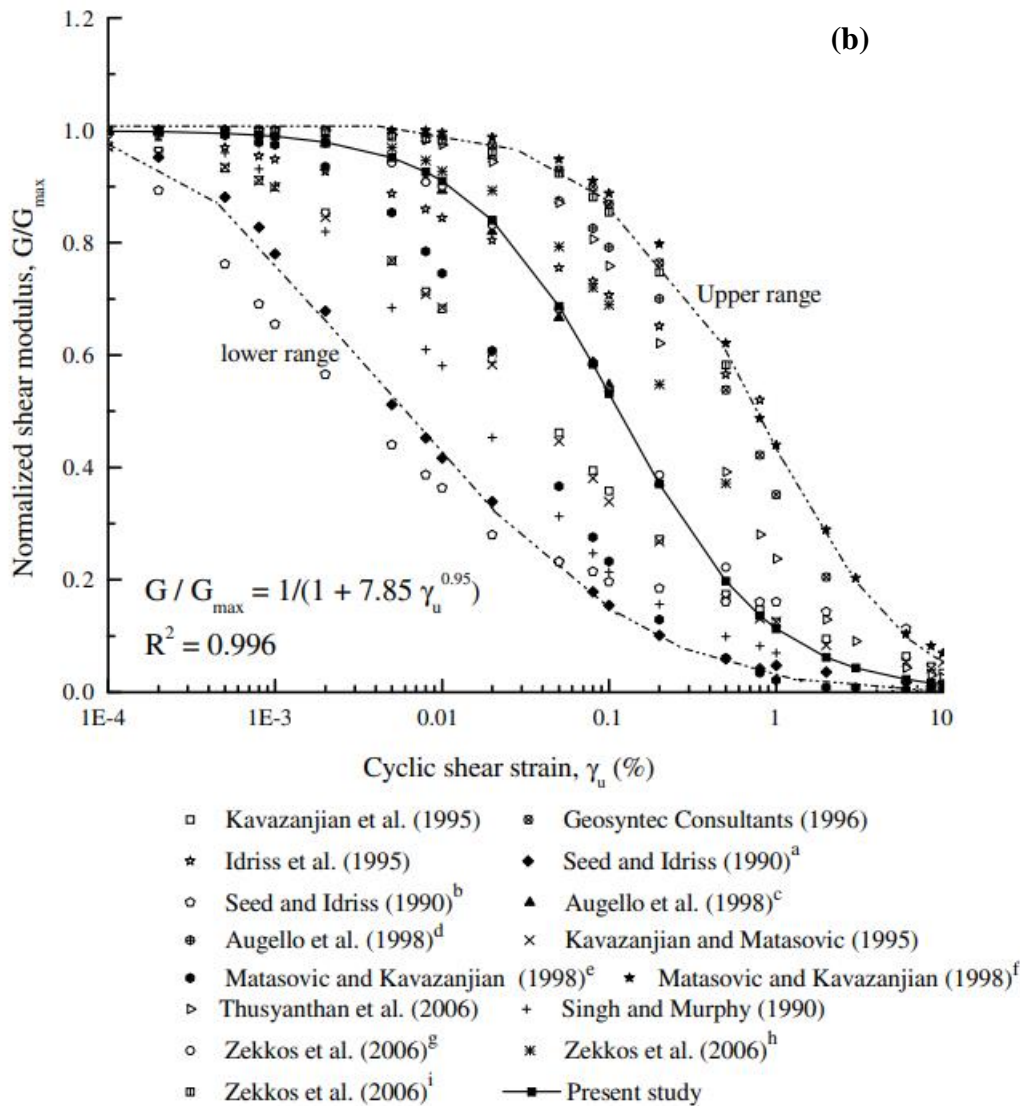 (b)
1.2
1.0
0.8
0.6
0.4
0.2
0.0
Normalized shear modulus, G/G_max
Upper range
lower range
G / G_max = 1/(1 + 7.85 γ_u^0.95)
R² = 0.996
1E-4 1E-3 0.01 0.1 1 10
Cyclic shear strain, γ_u (%)
Kavazanjian et al. (1995) Geosyntec Consultants (1996)
Idriss et al. (1995) Seed and Idriss (1990)^a
Seed and Idriss (1990)^b Augello et al. (1998)^c
Augello et al. (1998)^d Kavazanjian and Matasovic (1995)
Matasovic and Kavazanjian (1998)^e Matasovic and Kavazanjian (1998)^f
Thusyanthan et al. (2006) Singh and Murphy (1990)
Zekkos et al. (2006)^g Zekkos et al. (2006)^h
Zekkos et al. (2006)^i Present study